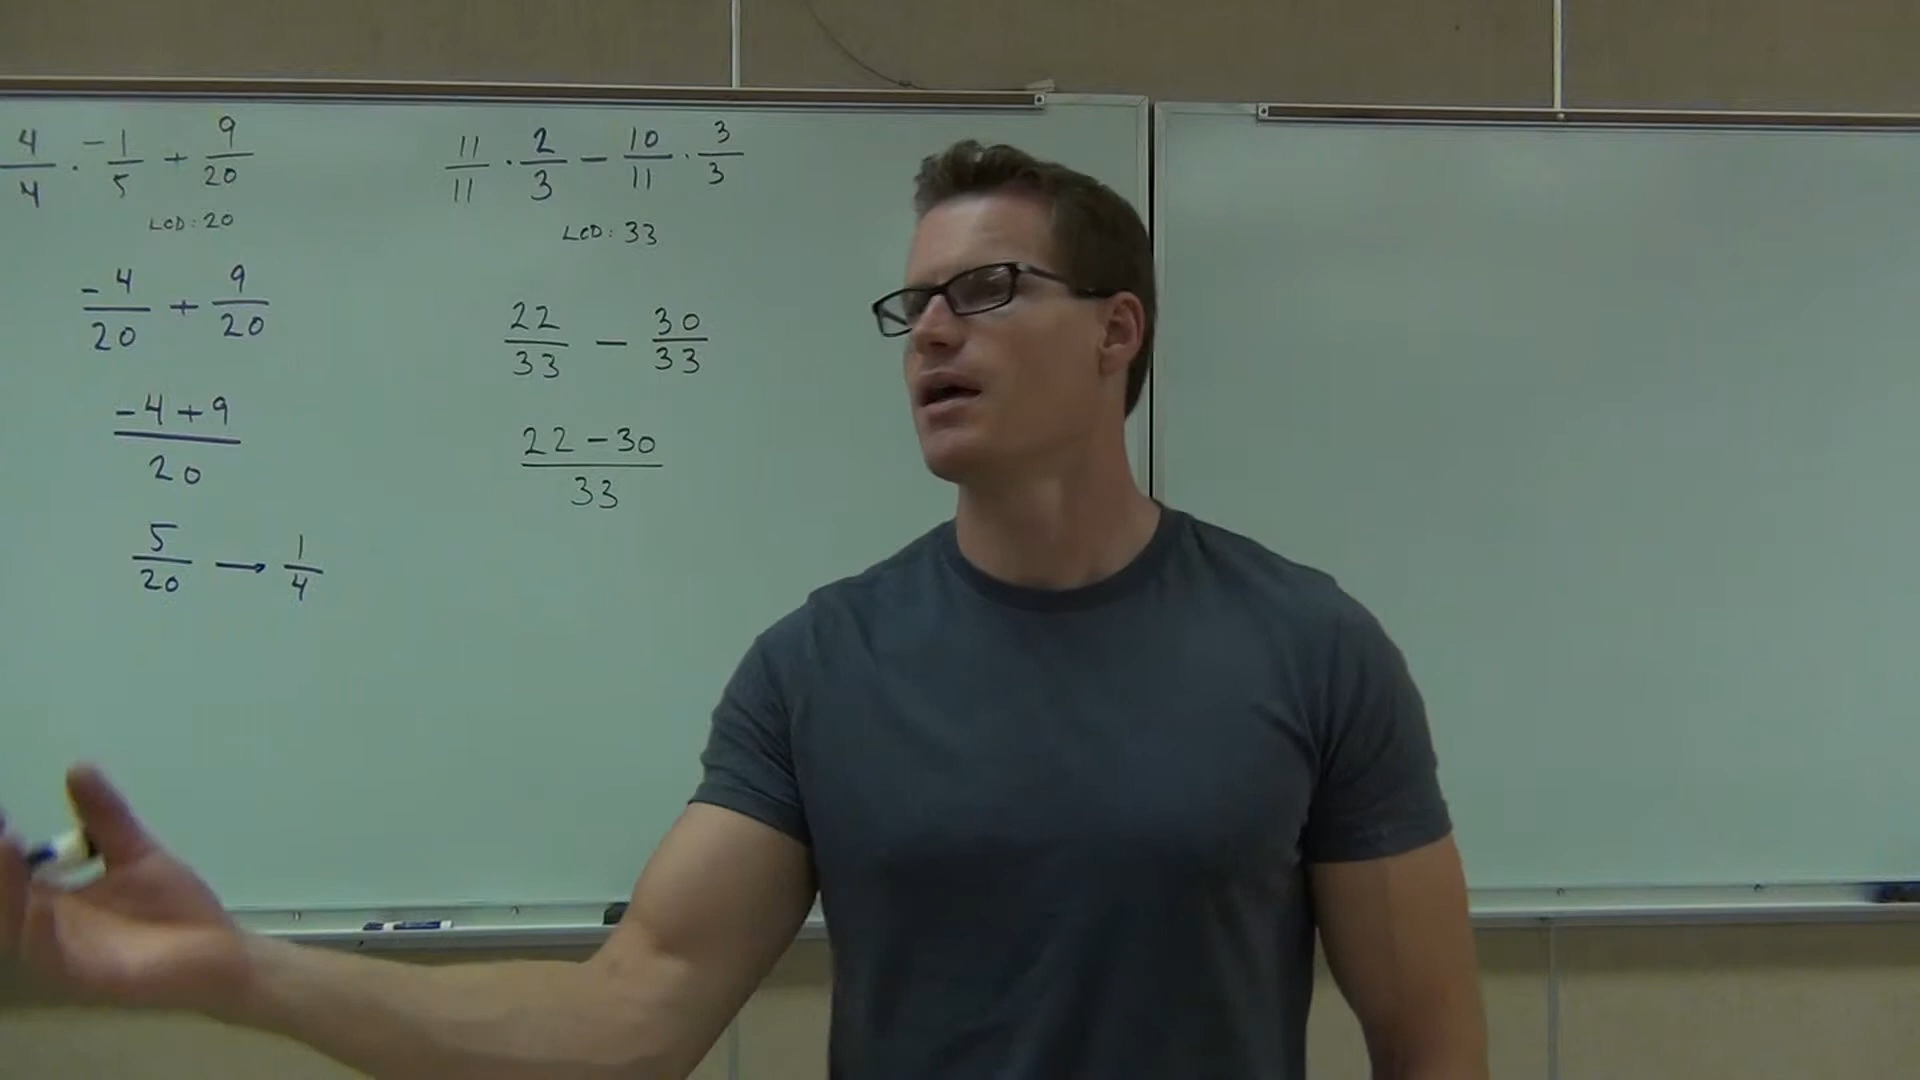 4/4 · -1/5 + 9/20
LCD: 20
-4/20 + 9/20
-4+9/20
5/20 → 1/4
11/11 · 2/3 - 10/11 · 3/3
LCD: 33
22/33 - 30/33
22-30/33